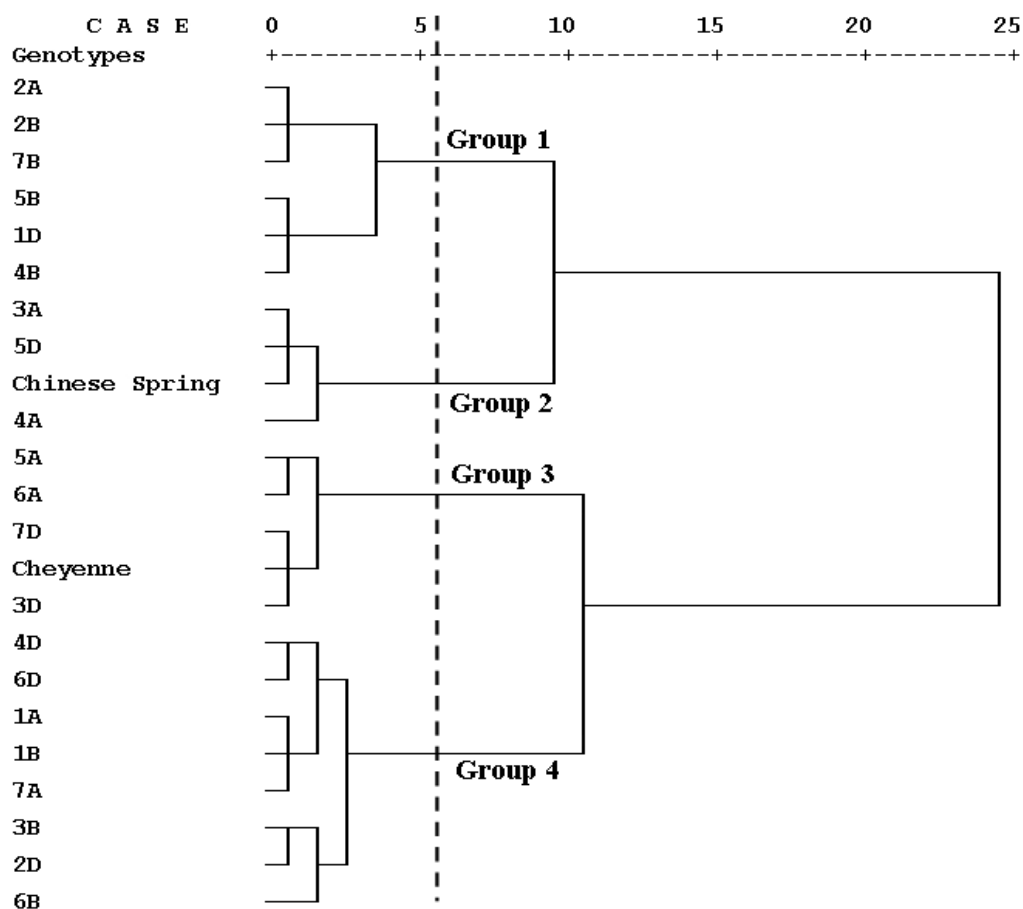 C A S E 0 5 10 15 20 25
Genotypes +---------+---------+---------+---------+---------+
2A
2B
Group 1
7B
5B
1D
4B
3A
5D
Chinese Spring
Group 2
4A
5A
Group 3
6A
7D
Cheyenne
3D
4D
6D
1A
1B
Group 4
7A
3B
2D
6B